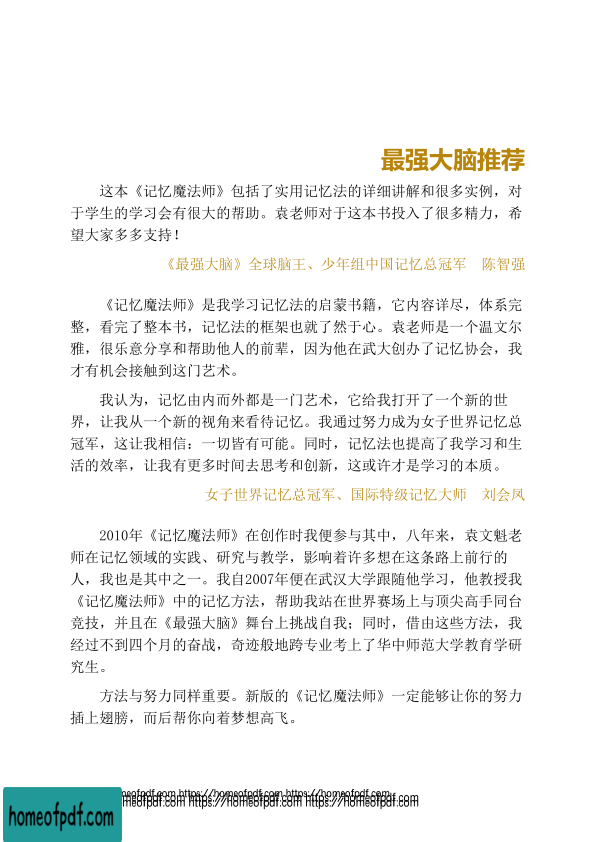 最强大脑推荐
这本《记忆魔法师》包括了实用记忆法的详细讲解和很多实例，对
于学生的学习会有很大的帮助。袁老师对于这本书投入了很多精力，希
望大家多多支持！
《最强大脑》全球脑王、少年组中国记忆总冠军　陈智强
《记忆魔法师》是我学习记忆法的启蒙书籍，它内容详尽，体系完
整，看完了整本书，记忆法的框架也就了然于心。袁老师是一个温文尔
雅，很乐意分享和帮助他人的前辈，因为他在武大创办了记忆协会，我
才有机会接触到这门艺术。
我认为，记忆由内而外都是一门艺术，它给我打开了一个新的世
界，让我从一个新的视角来看待记忆。我通过努力成为女子世界记忆总
冠军，这让我相信：一切皆有可能。同时，记忆法也提高了我学习和生
活的效率，让我有更多时间去思考和创新，这或许才是学习的本质。
女子世界记忆总冠军、国际特级记忆大师　刘会凤
2010年《记忆魔法师》在创作时我便参与其中，八年来，袁文魁老
师在记忆领域的实践、研究与教学，影响着许多想在这条路上前行的
人，我也是其中之一。我自2007年便在武汉大学跟随他学习，他教授我
《记忆魔法师》中的记忆方法，帮助我站在世界赛场上与顶尖高手同台
竞技，并且在《最强大脑》舞台上挑战自我；同时，借由这些方法，我
经过不到四个月的奋战，奇迹般地跨专业考上了华中师范大学教育学研
究生。
方法与努力同样重要。新版的《记忆魔法师》一定能够让你的努力
插上翅膀，而后帮你向着梦想高飞。
homeofpdf.com https://homeofpdf.com https://homeofpdf.com
homeofpdf.com https://homeofpdf.com https://homeofpdf.com
homeofpdf.com